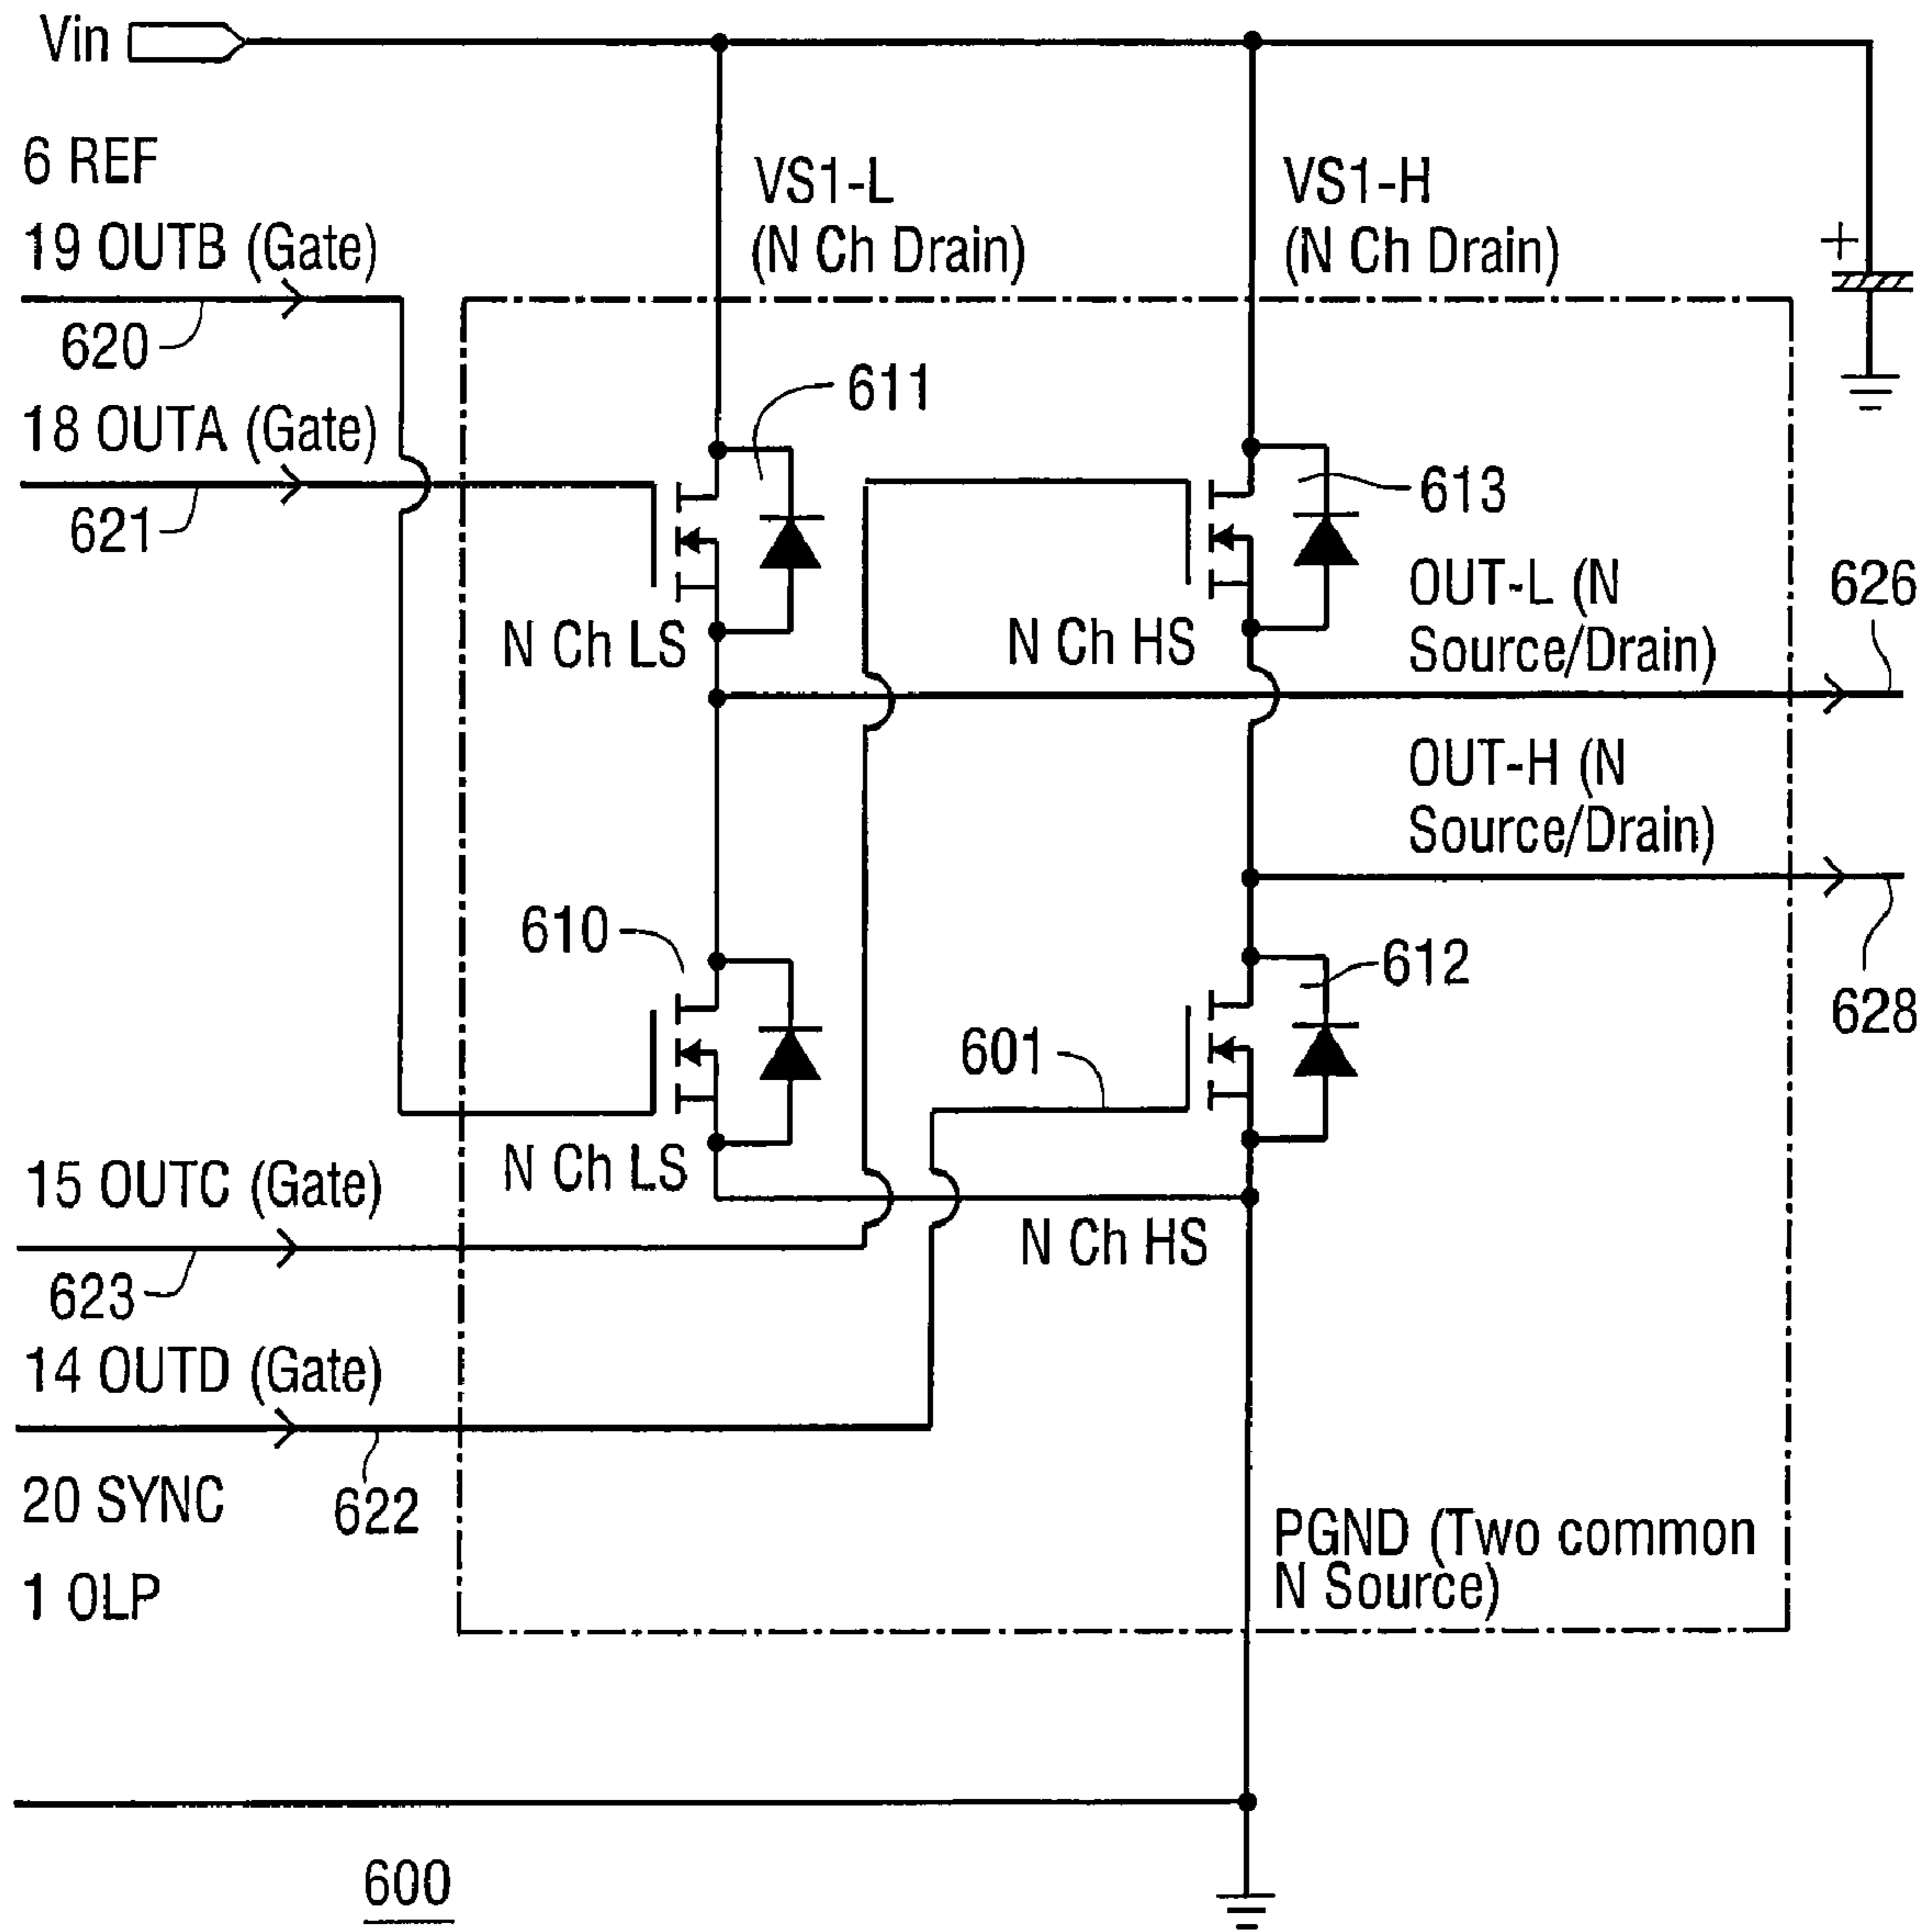 Vin
6 REF
19 OUTB (Gate)
620
18 OUTA (Gate)
621
VS1-L
(N Ch Drain)
VS1-H
(N Ch Drain)
+
611
613
N Ch LS
N Ch HS
OUT-L (N
Source/Drain)
626
OUT-H (N
Source/Drain)
628
610
612
601
N Ch LS
N Ch HS
15 OUTC (Gate)
623
14 OUTD (Gate)
622
20 SYNC
1 OLP
PGND (Two common
N Source)
600